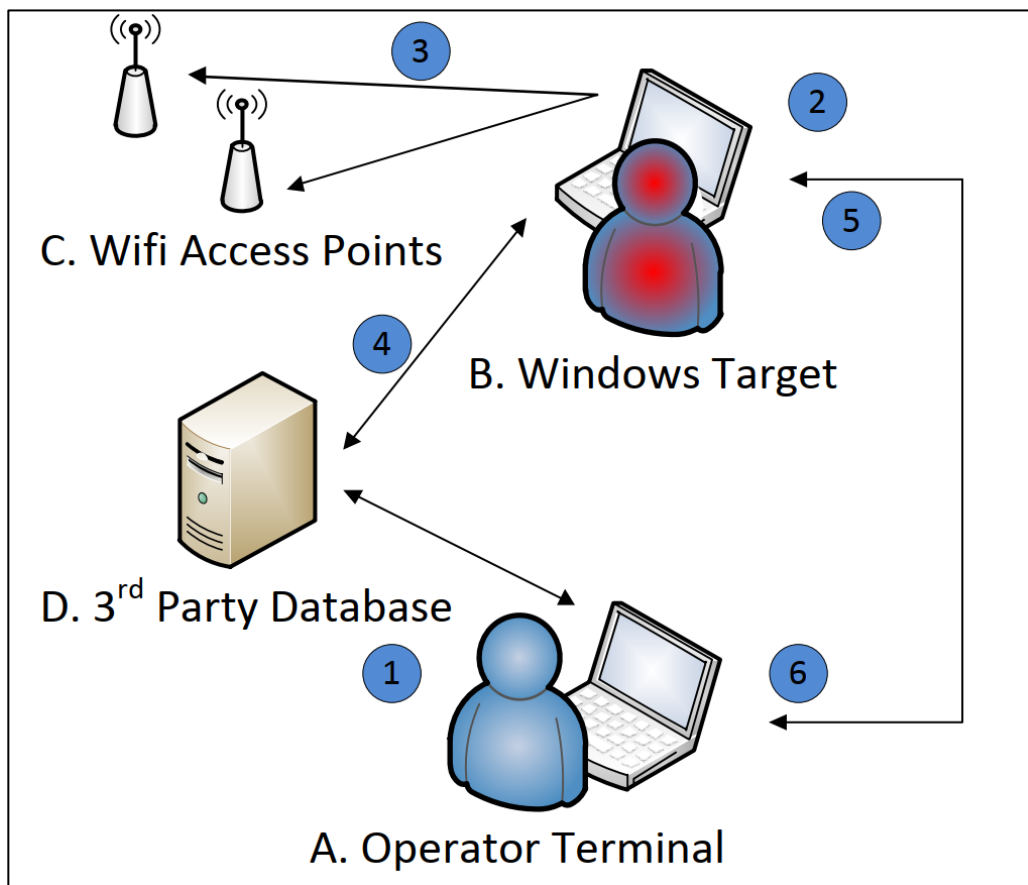 3
2
C. Wifi Access Points
5
4
B. Windows Target
D. 3rd Party Database
1
6
A. Operator Terminal